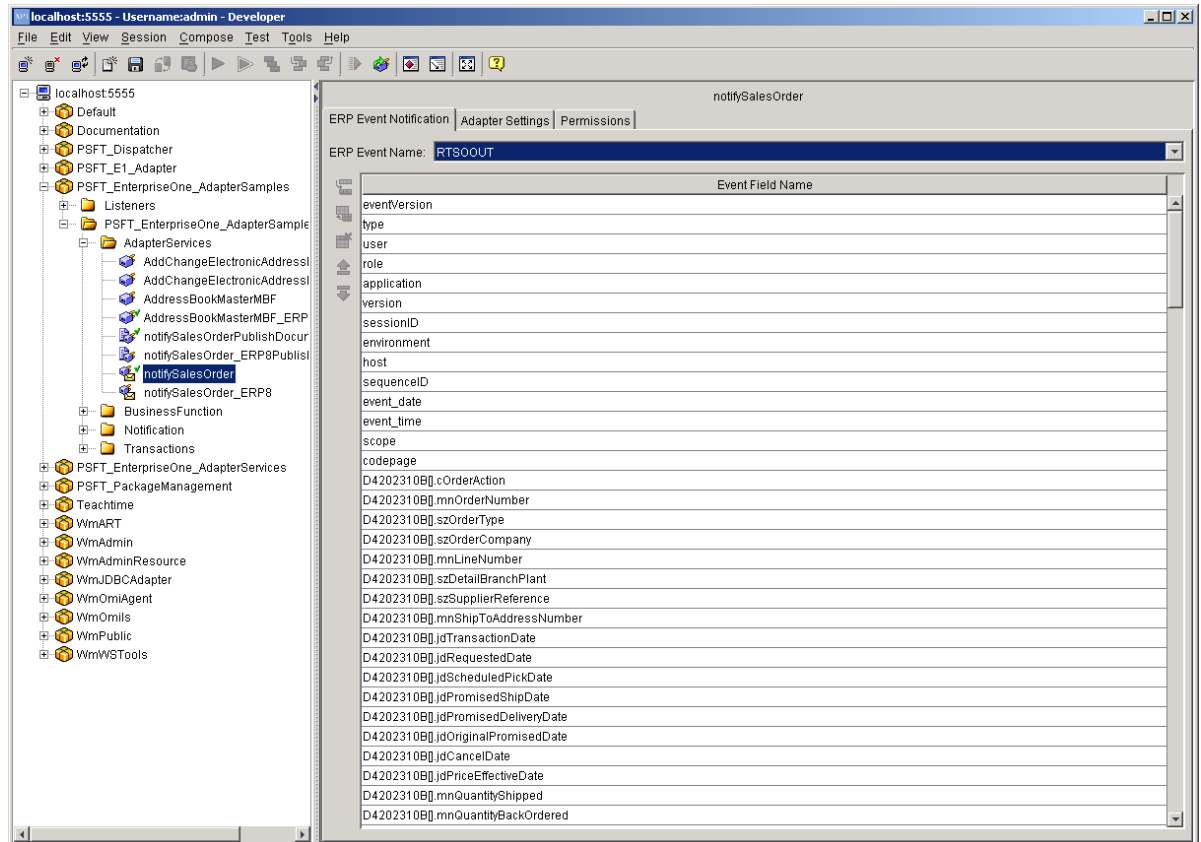 XPI localhost:5555 - Username:admin - Developer
File Edit View Session Compose Test Tools Help
localhost:5555
Default
Documentation
PSFT_Dispatcher
PSFT_E1_Adapter
PSFT_EnterpriseOne_AdapterSamples
Listeners
PSFT_EnterpriseOne_AdapterSample
AdapterServices
AddChangeElectronicAddressI
AddChangeElectronicAddressI
AddressBookMasterMBF
AddressBookMasterMBF_ERP
notifySalesOrderPublishDocur
notifySalesOrder_ERP8Publisl
notifySalesOrder
notifySalesOrder_ERP8
BusinessFunction
Notification
Transactions
PSFT_EnterpriseOne_AdapterServices
PSFT_PackageManagement
Teachtime
WmART
WmAdmin
WmAdminResource
WmJDBCAdapter
WmOmiAgent
WmOmils
WmPublic
WmWSTools
notifySalesOrder
ERP Event Notification Adapter Settings Permissions
ERP Event Name: RTSOOUT
Event Field Name
eventVersion
type
user
role
application
version
sessionID
environment
host
sequenceID
event_date
event_time
scope
codepage
D4202310B[].cOrderAction
D4202310B[].mnOrderNumber
D4202310B[].szOrderType
D4202310B[].szOrderCompany
D4202310B[].mnLineNumber
D4202310B[].szDetailBranchPlant
D4202310B[].szSupplierReference
D4202310B[].mnShipToAddressNumber
D4202310B[].jdTransactionDate
D4202310B[].jdRequestedDate
D4202310B[].jdScheduledPickDate
D4202310B[].jdPromisedShipDate
D4202310B[].jdPromisedDeliveryDate
D4202310B[].jdOriginalPromisedDate
D4202310B[].jdCancelDate
D4202310B[].jdPriceEffectiveDate
D4202310B[].mnQuantityShipped
D4202310B[].mnQuantityBackOrdered